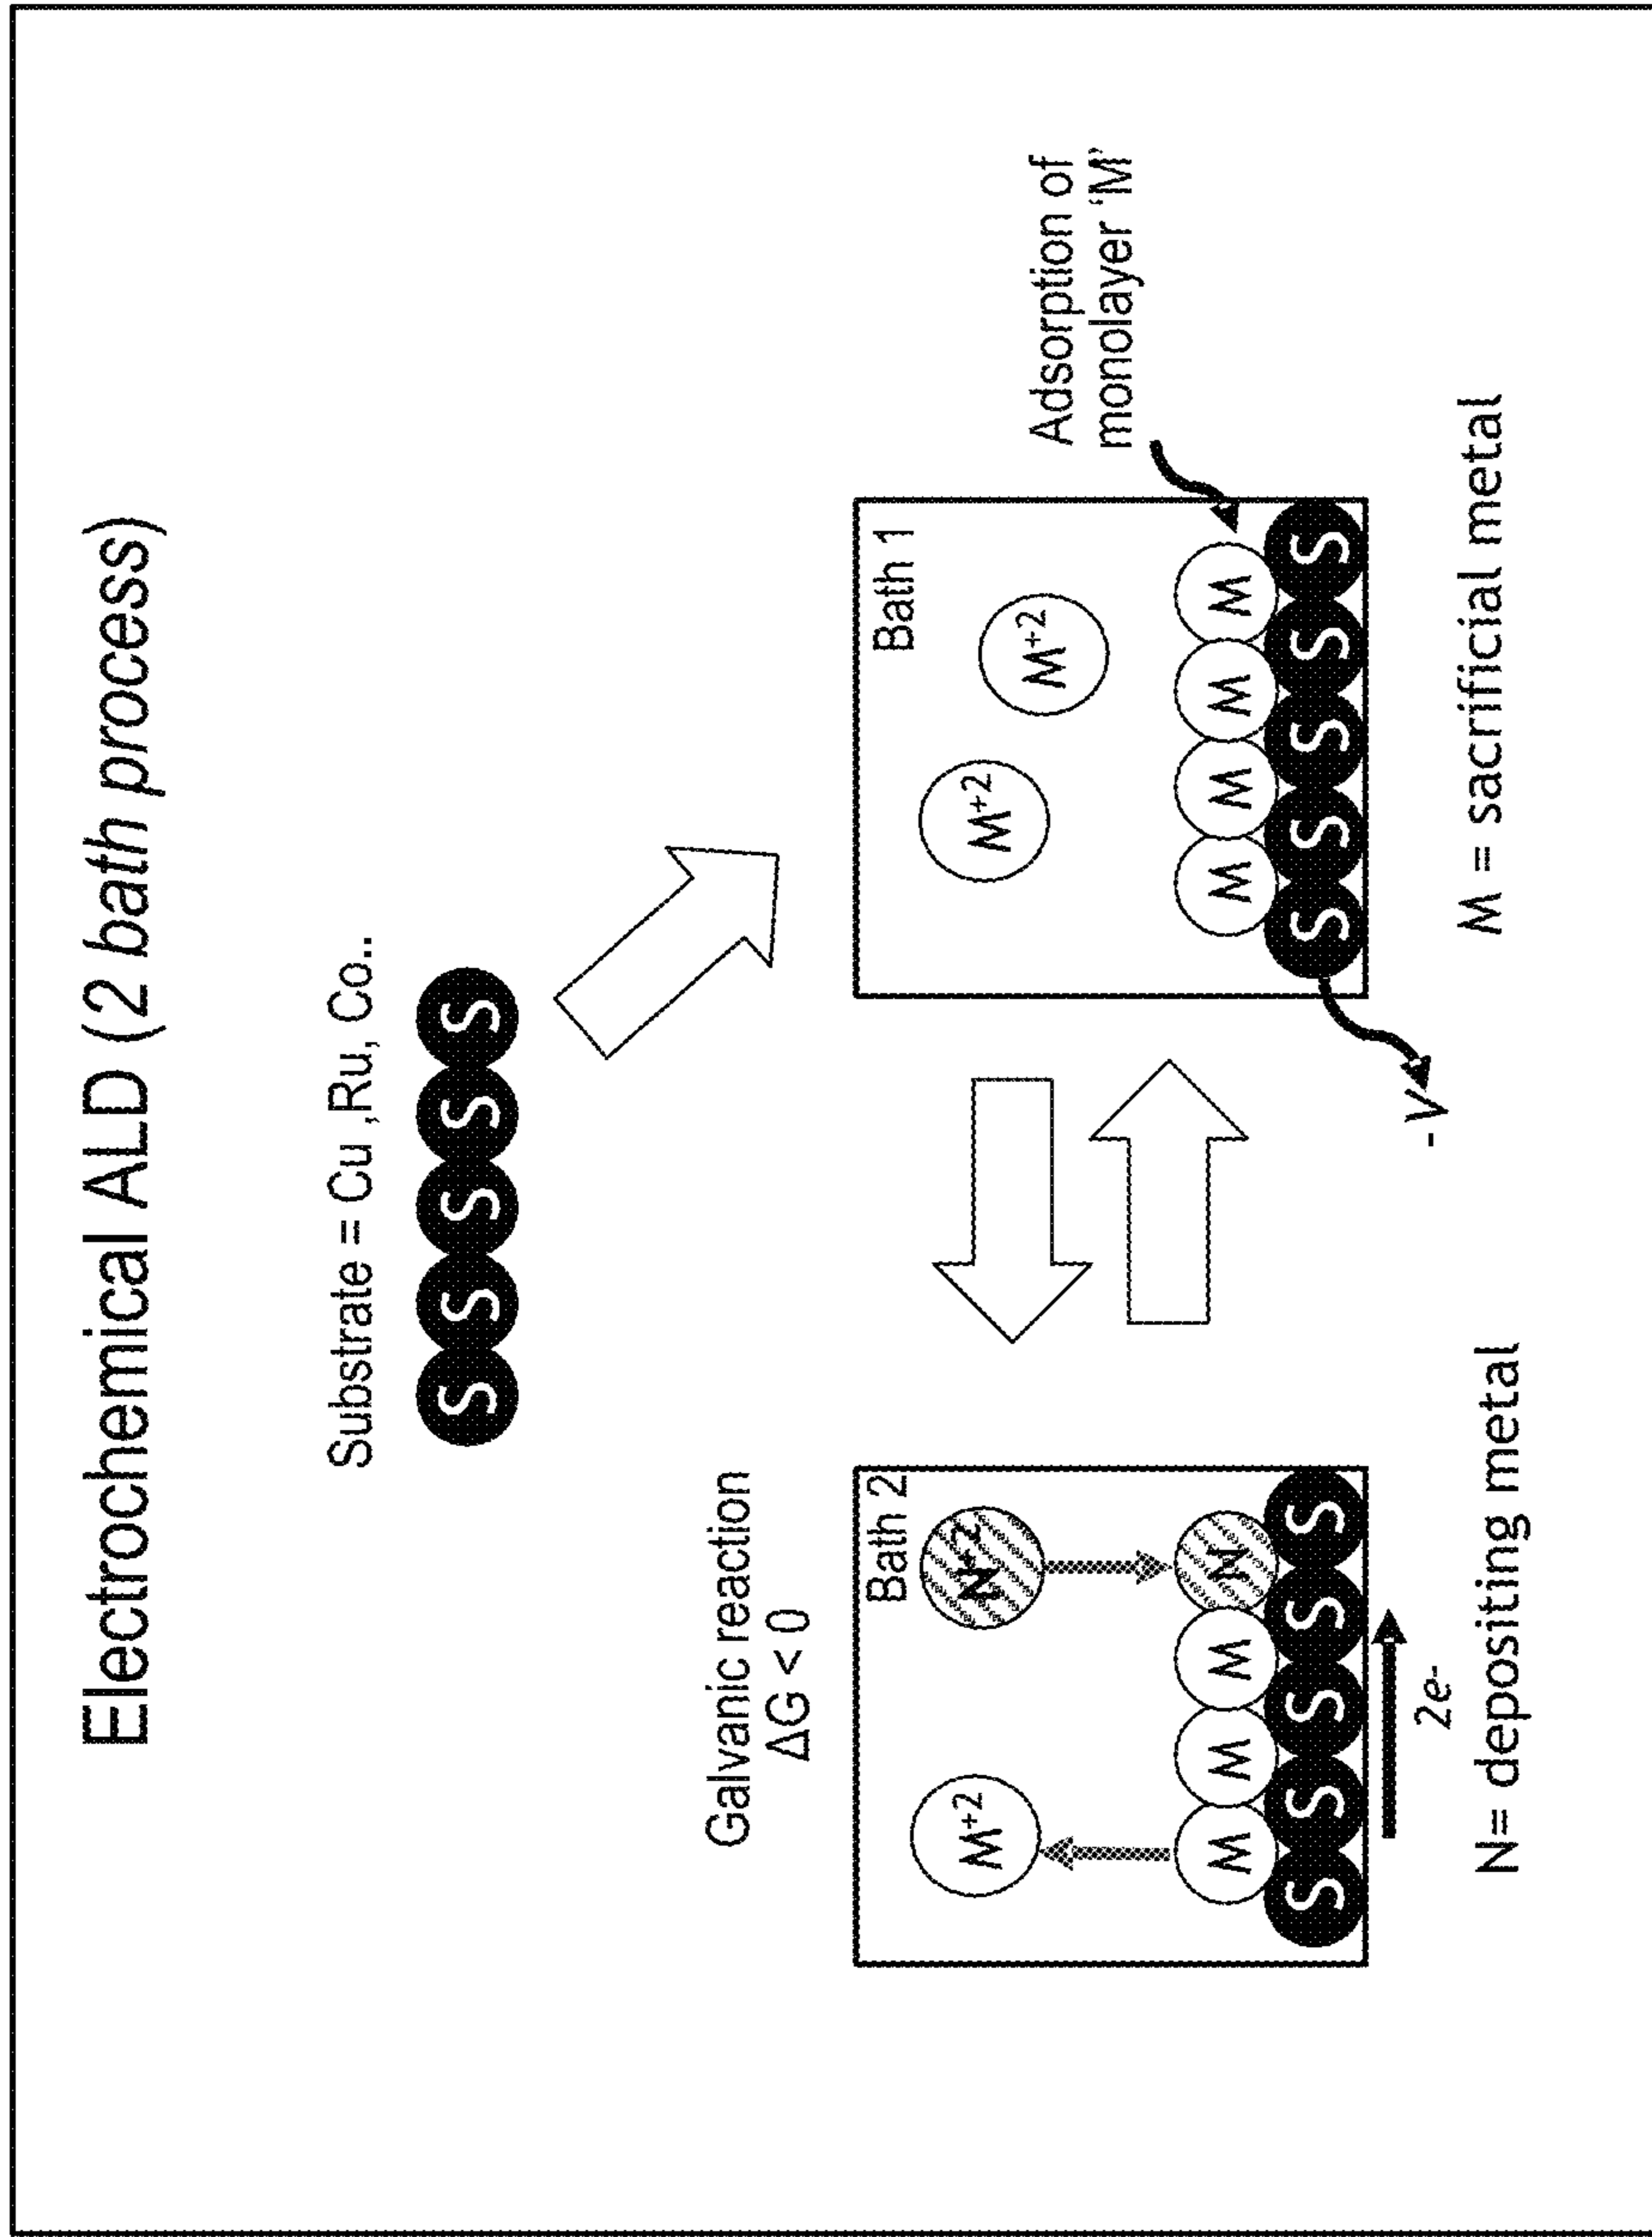 Electrochemical ALD (2 bath process)
Substrate = Cu ,Ru, Co..
S S S S S
Galvanic reaction
ΔG < 0
Bath 2
M+2 N+2
M M M N
S S S S S
2e-
N= depositing metal
Bath 1
M+2 M+2
M M M M
S S S S S
Adsorption of
monolayer ‘M’
- V
M = sacrificial metal